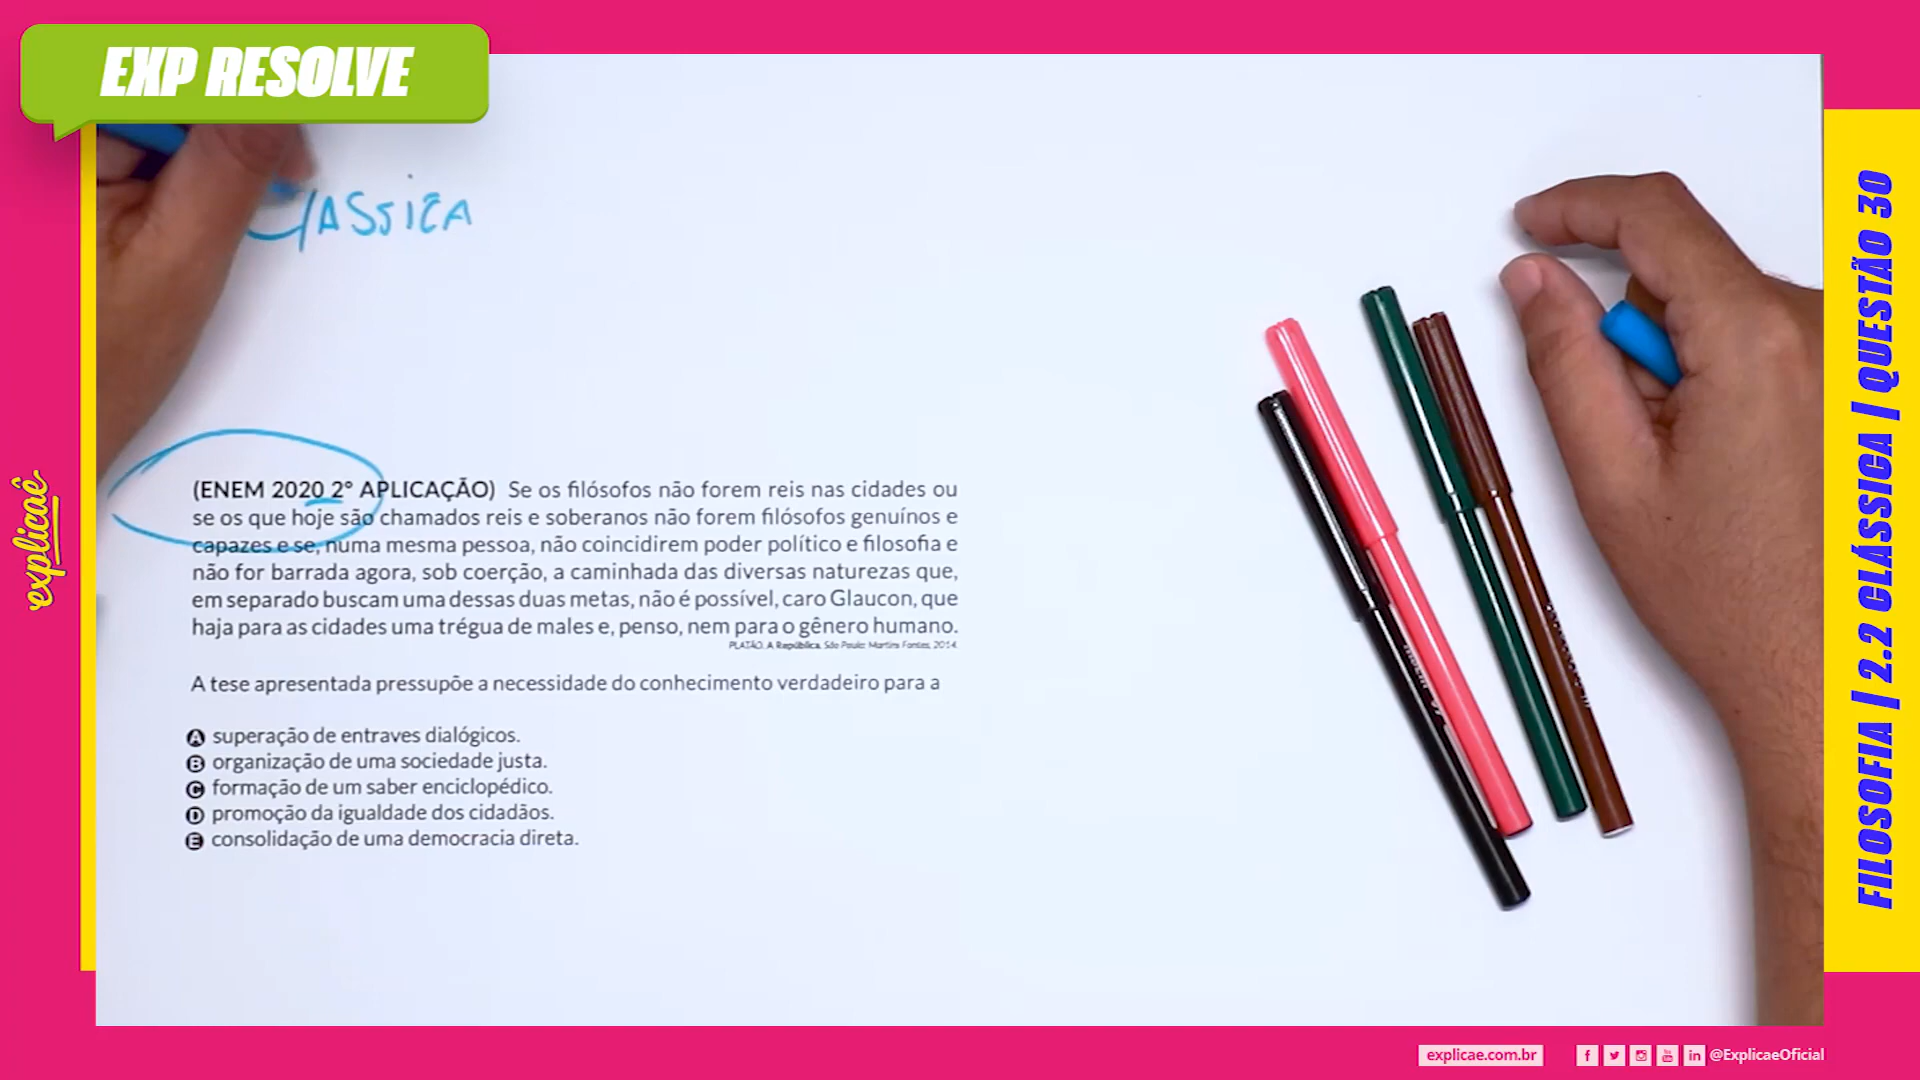 EXP RESOLVE
CLASSICA
(ENEM 2020 2° APLICAÇÃO) Se os filósofos não forem reis nas cidades ou
se os que hoje são chamados reis e soberanos não forem filósofos genuínos e
capazes e se, numa mesma pessoa, não coincidirem poder político e filosofia e
não for barrada agora, sob coerção, a caminhada das diversas naturezas que,
em separado buscam uma dessas duas metas, não é possível, caro Glaucon, que
haja para as cidades uma trégua de males e, penso, nem para o gênero humano.
PLATÃO. A República. São Paulo: Martins Fontes, 2014.
A tese apresentada pressupõe a necessidade do conhecimento verdadeiro para a
A superação de entraves dialógicos.
B organização de uma sociedade justa.
C formação de um saber enciclopédico.
D promoção da igualdade dos cidadãos.
E consolidação de uma democracia direta.
explicaê
FILOSOFIA | 2.2 CLÁSSICA | QUESTÃO 30
explicae.com.br
@ExplicaeOficial